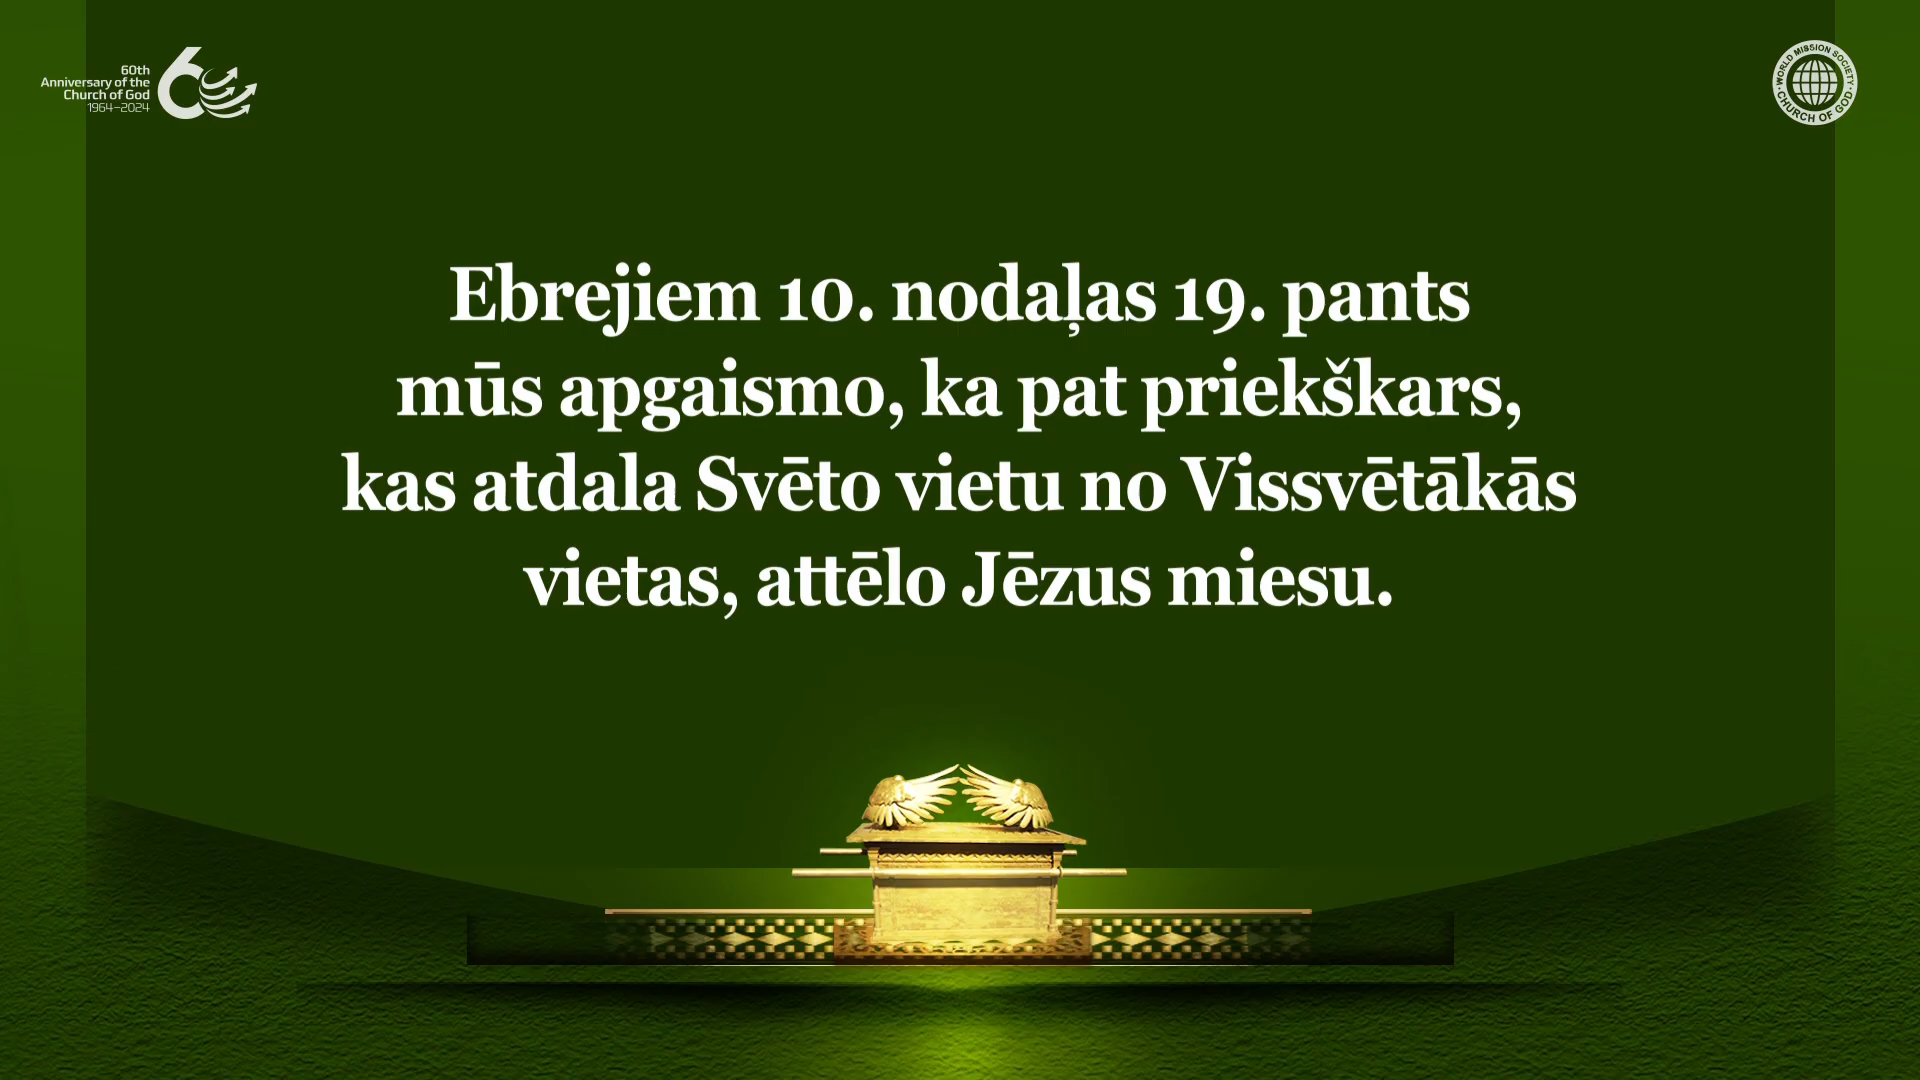 60th
Anniversary of the
Church of God
1964–2024
WORLD MISSION SOCIETY
CHURCH OF GOD
Ebrejiem 10. nodaļas 19. pants
mūs apgaismo, ka pat priekškars,
kas atdala Svēto vietu no Vissvētākās
vietas, attēlo Jēzus miesu.